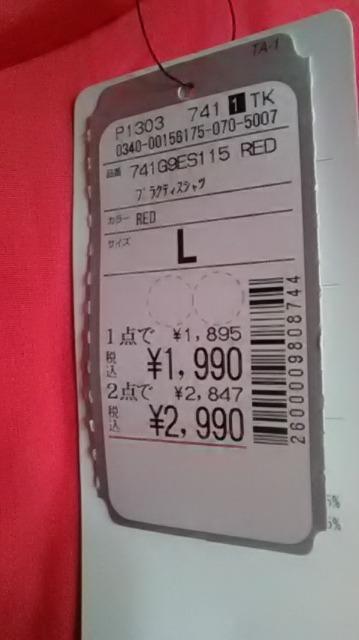 TA-1
P1303 741 1 TK
0340-00156175-070-5007
品番 741G9ES115 RED
プラクティスシャツ
カラー RED
サイズ
L
1点で ¥1,895
税込 ¥1,990
2点で ¥2,847
税込 ¥2,990
2600009808744
5%
5%